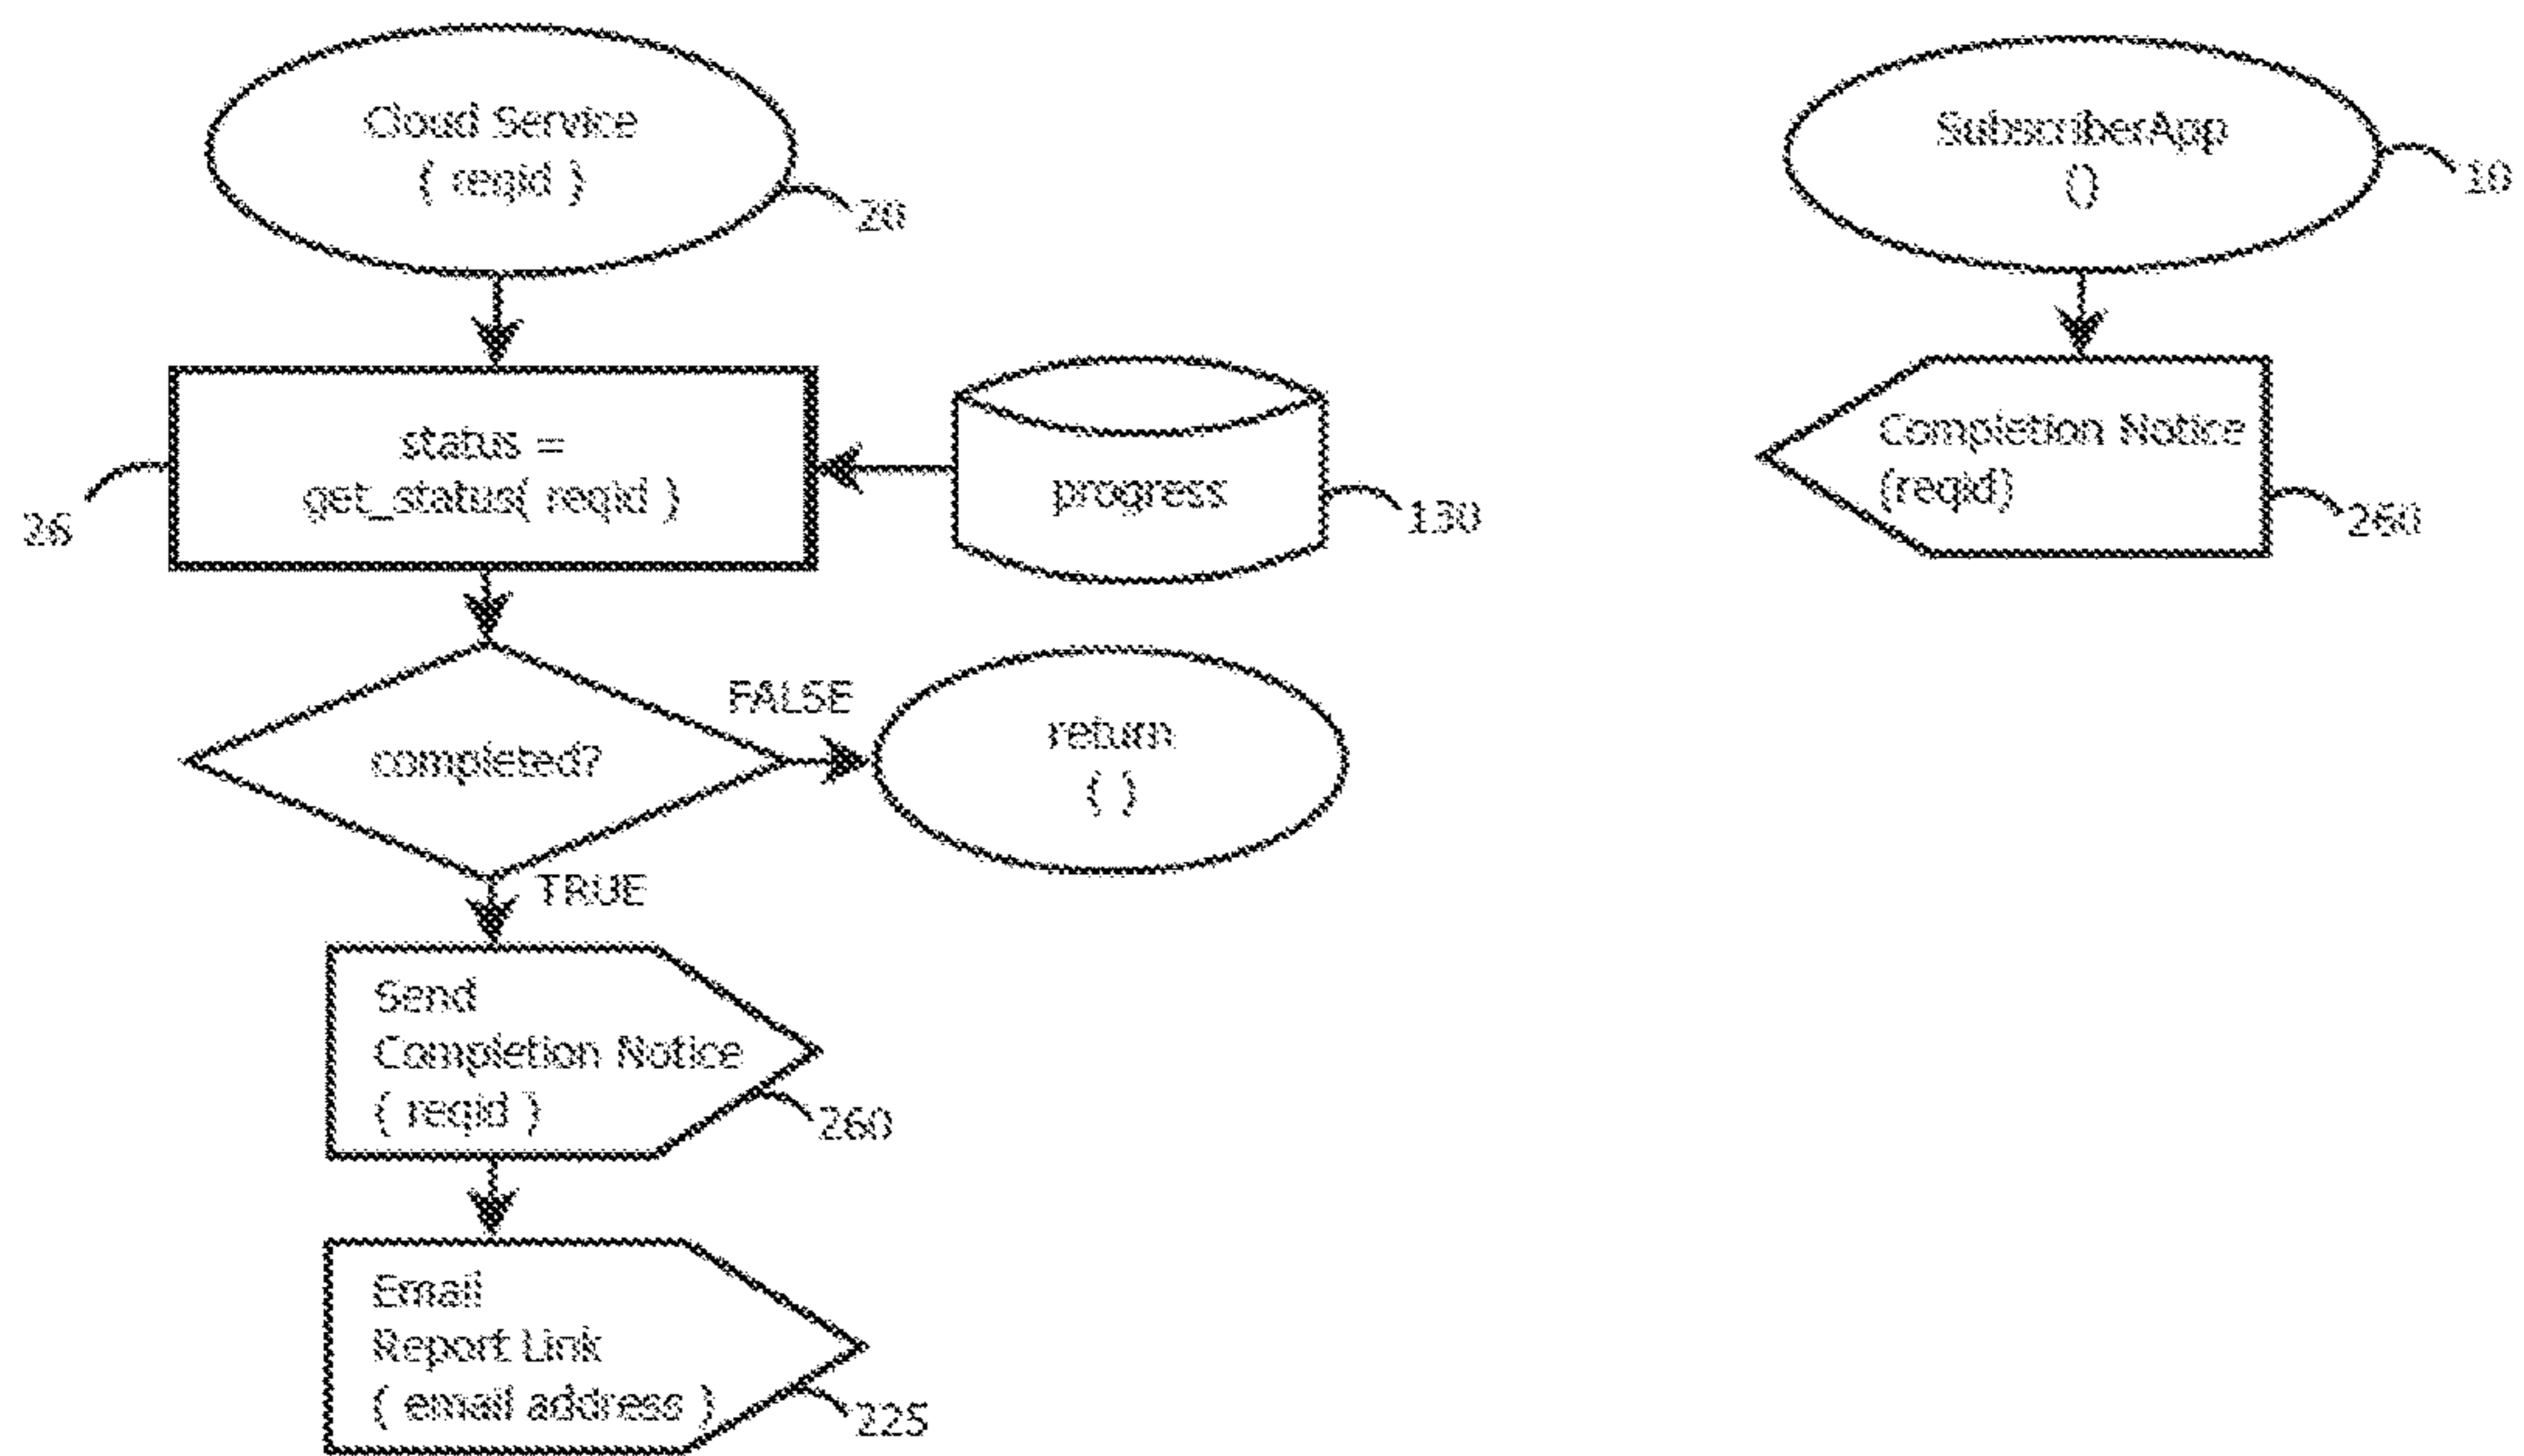 Cloud Service
( reqid )
20
SubscriberApp
()
10
status =
get_status( reqid )
26
progress
130
Completion Notice
(reqid)
260
completed?
FALSE
return
( )
TRUE
Send
Completion Notice
( reqid )
260
Email
Report Link
( email address )
225